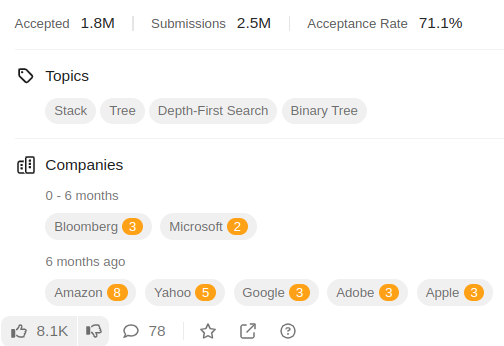 Accepted 1.8M Submissions 2.5M Acceptance Rate 71.1%
Topics
Stack Tree Depth-First Search Binary Tree
Companies
0 - 6 months
Bloomberg 3 Microsoft 2
6 months ago
Amazon 8 Yahoo 5 Google 3 Adobe 3 Apple 3
8.1K 78